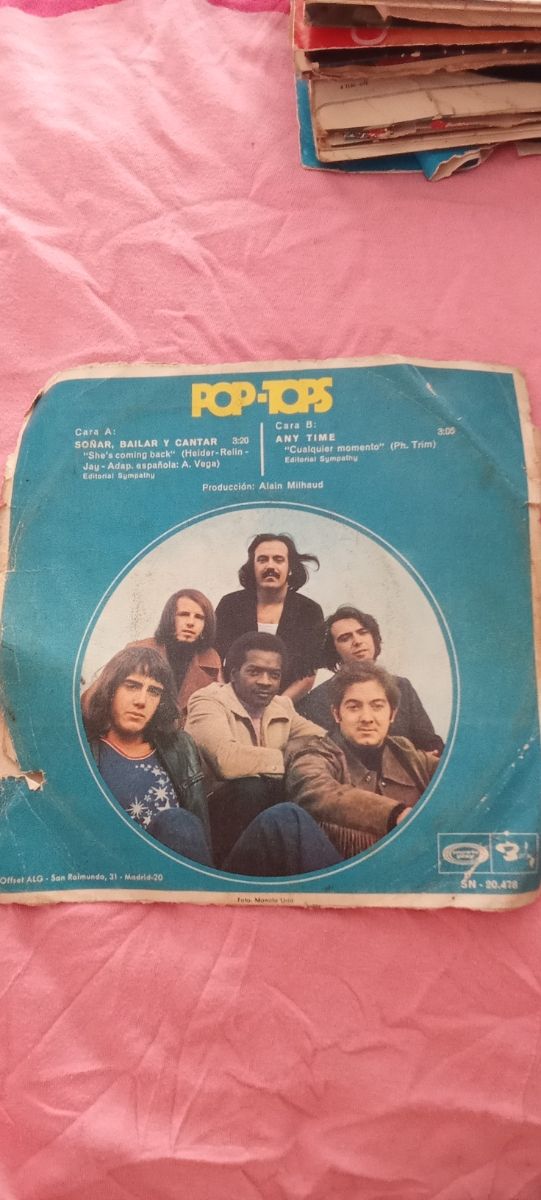 POP-TOPS
Cara A:
SOÑAR, BAILAR Y CANTAR 3:20
"She's coming back" (Heider-Relin-
Jay-Adap. española: A. Vega)
Editorial Sympathy
Cara B:
ANY TIME 3:05
"Cualquier momento" (Ph. Trim)
Editorial Sympathy
Producción: Alain Milhaud
Offset ALG - San Raimundo, 31 - Madrid-20
SN - 20.478
Foto: Manolo